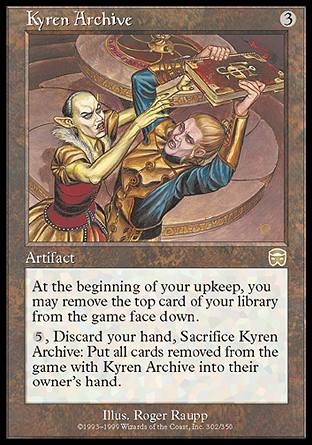 Kyren Archive 3
Artifact
At the beginning of your upkeep, you
may remove the top card of your library
from the game face down.
5, Discard your hand, Sacrifice Kyren
Archive: Put all cards removed from the
game with Kyren Archive into their
owner's hand.
Illus. Roger Raupp
©1993–1999 Wizards of the Coast, Inc. 302/350